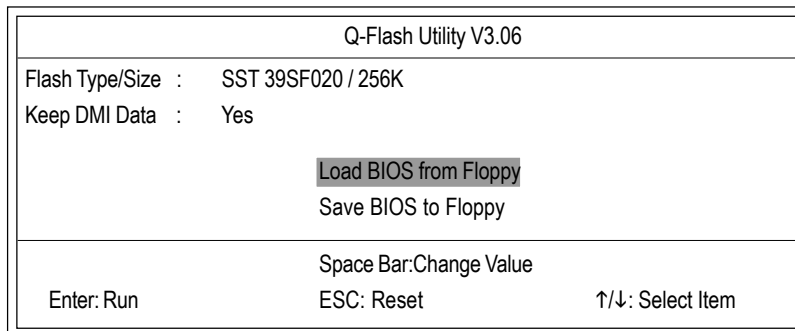 Q-Flash Utility V3.06
Flash Type/Size : SST 39SF020 / 256K
Keep DMI Data : Yes
Load BIOS from Floppy
Save BIOS to Floppy
Space Bar:Change Value
Enter: Run ESC: Reset ↑/↓: Select Item